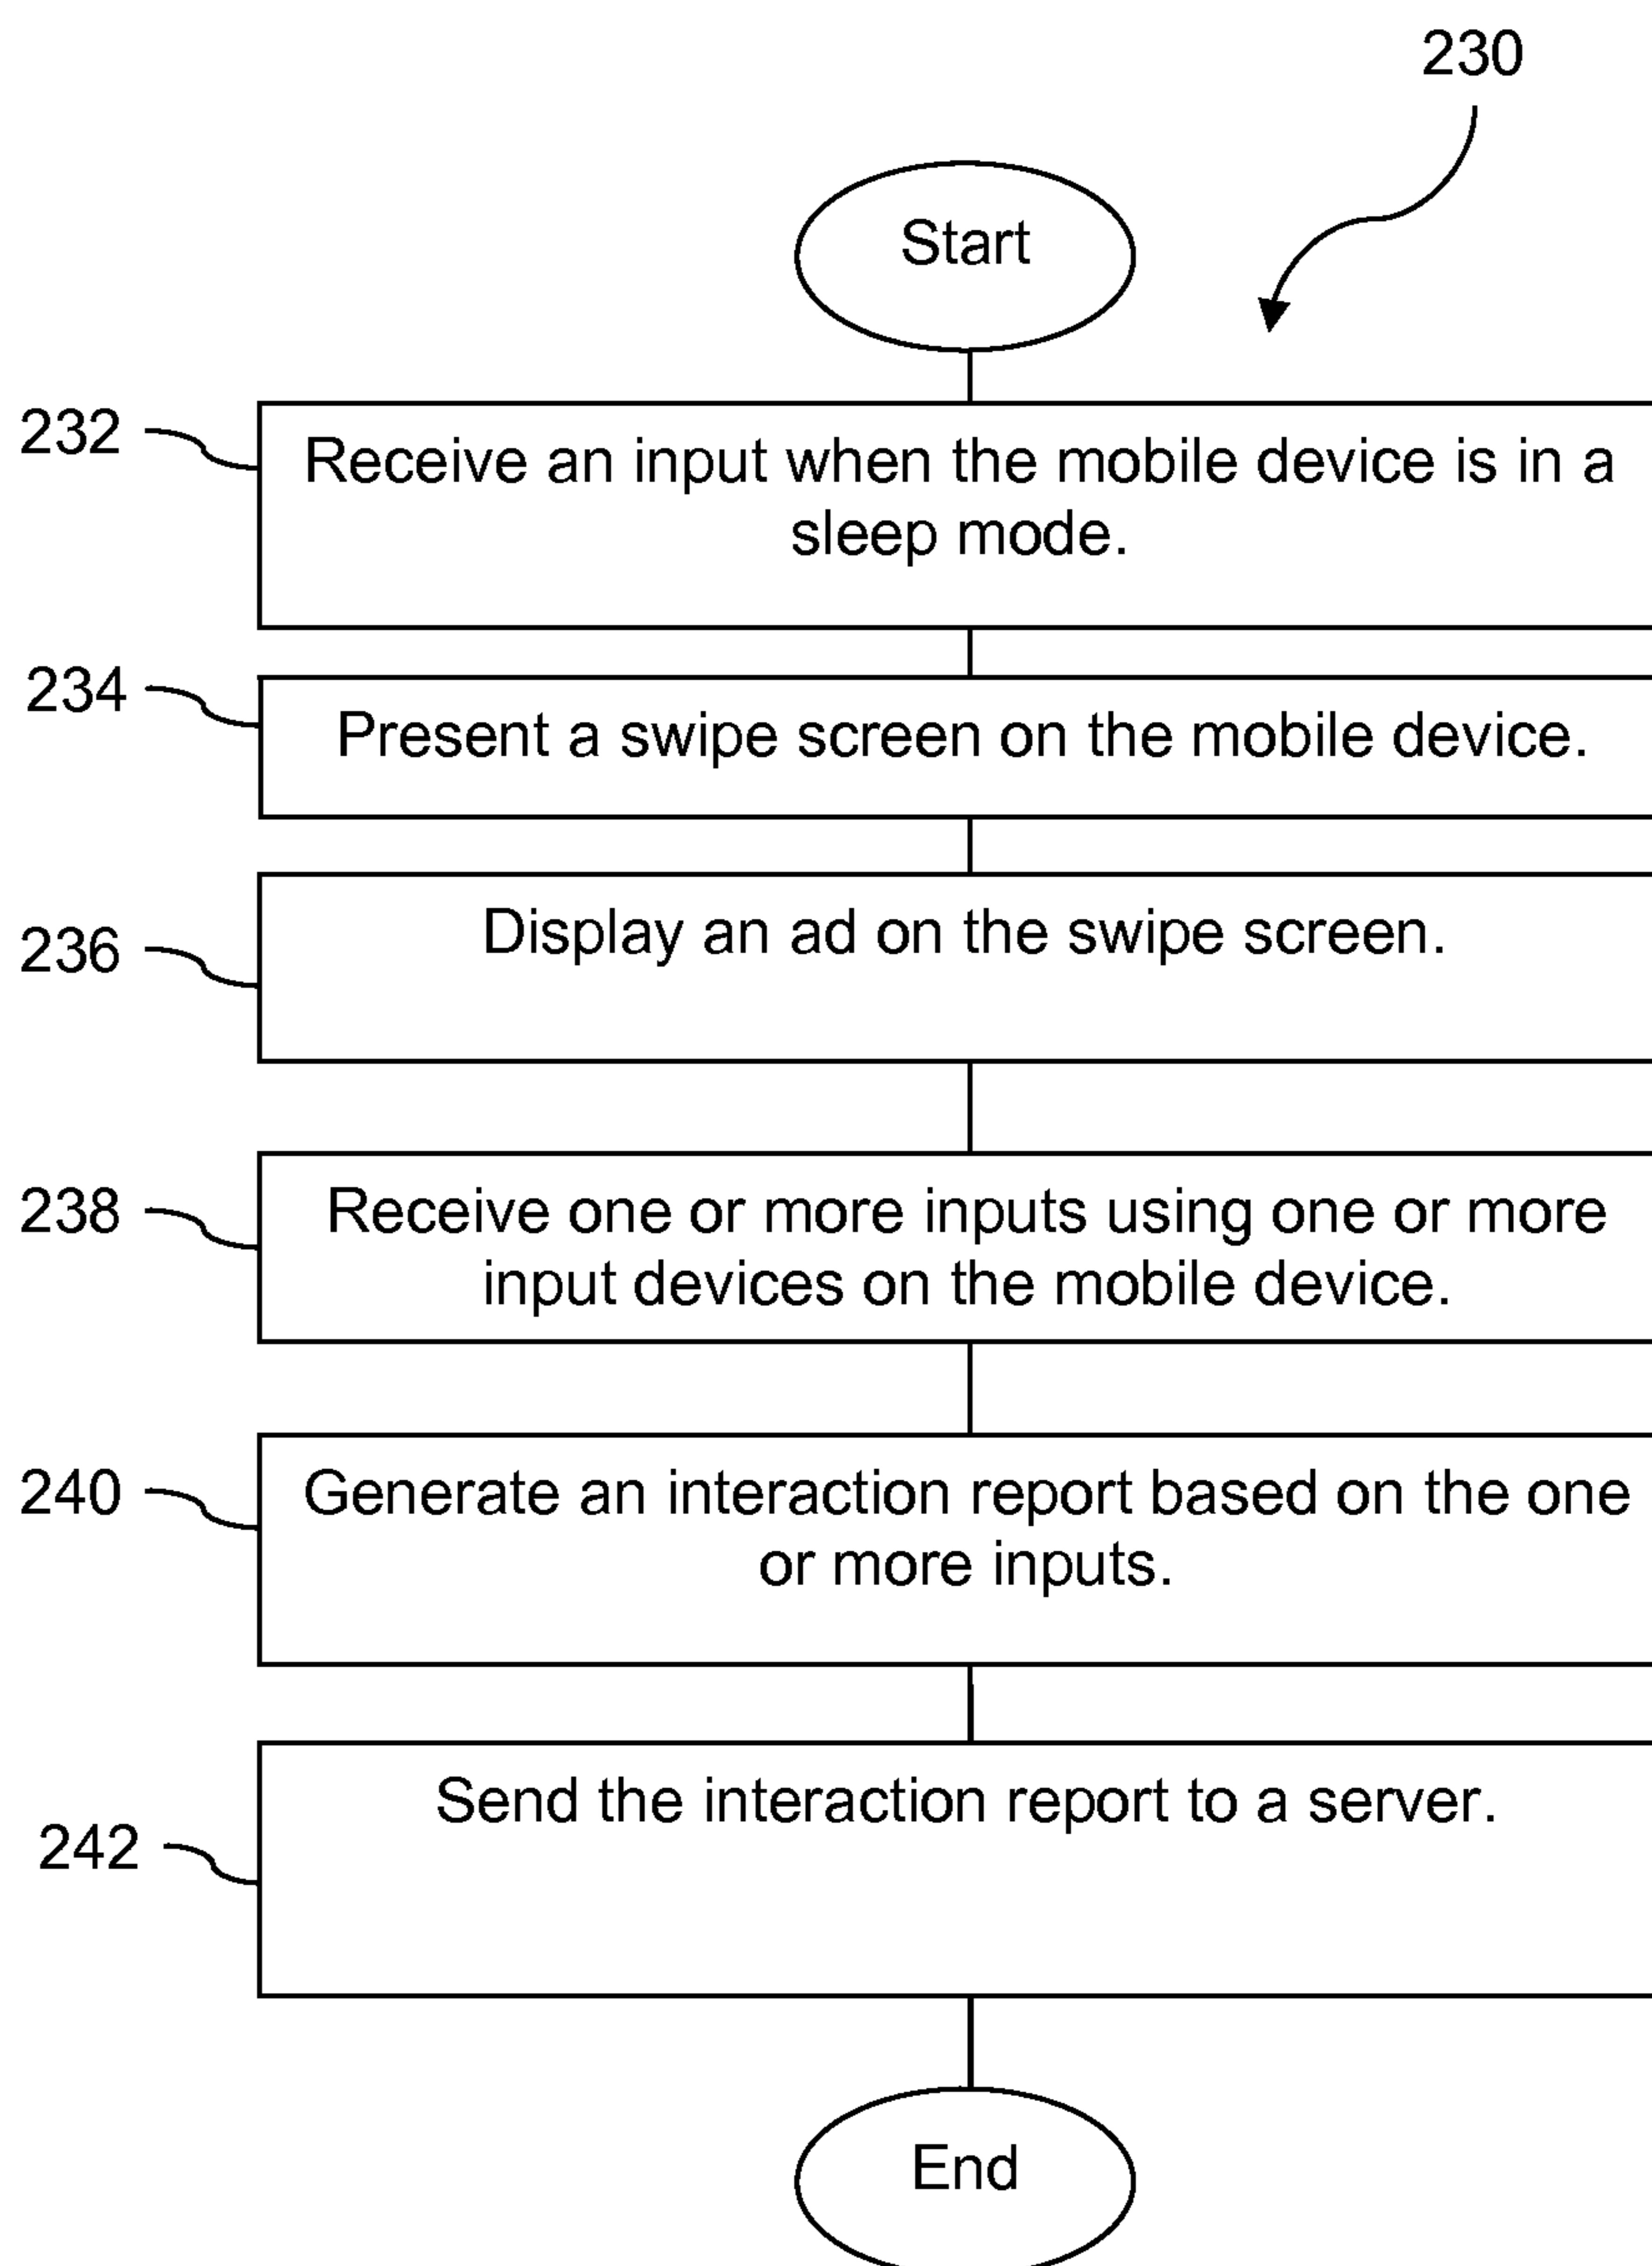 230
Start
232
Receive an input when the mobile device is in a
sleep mode.
234
Present a swipe screen on the mobile device.
236
Display an ad on the swipe screen.
238
Receive one or more inputs using one or more
input devices on the mobile device.
240
Generate an interaction report based on the one
or more inputs.
242
Send the interaction report to a server.
End